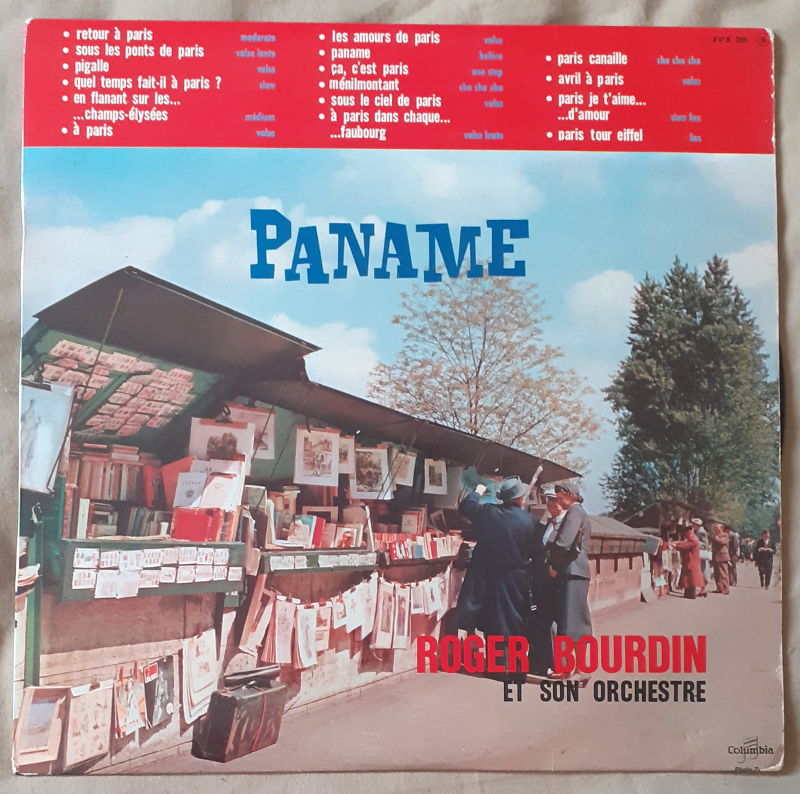 • retour à paris medorato
• sous les ponts de paris valse lente
• pigalle valse
• quel temps fait-il à paris ? slow
• en flanant sur les...
...champs-élysées médium
• à paris valse
• les amours de paris valse
• paname boléro
• ça, c'est paris one step
• ménilmontant cha cha cha
• sous le ciel de paris valse
• à paris dans chaque...
...faubourg valse lente
FPX S
• paris canaille cha cha cha
• avril à paris valse
• paris je t'aime...
...d'amour slow fox
• paris tour eiffel fox
PANAME
ROGER BOURDIN
ET SON ORCHESTRE
Columbia